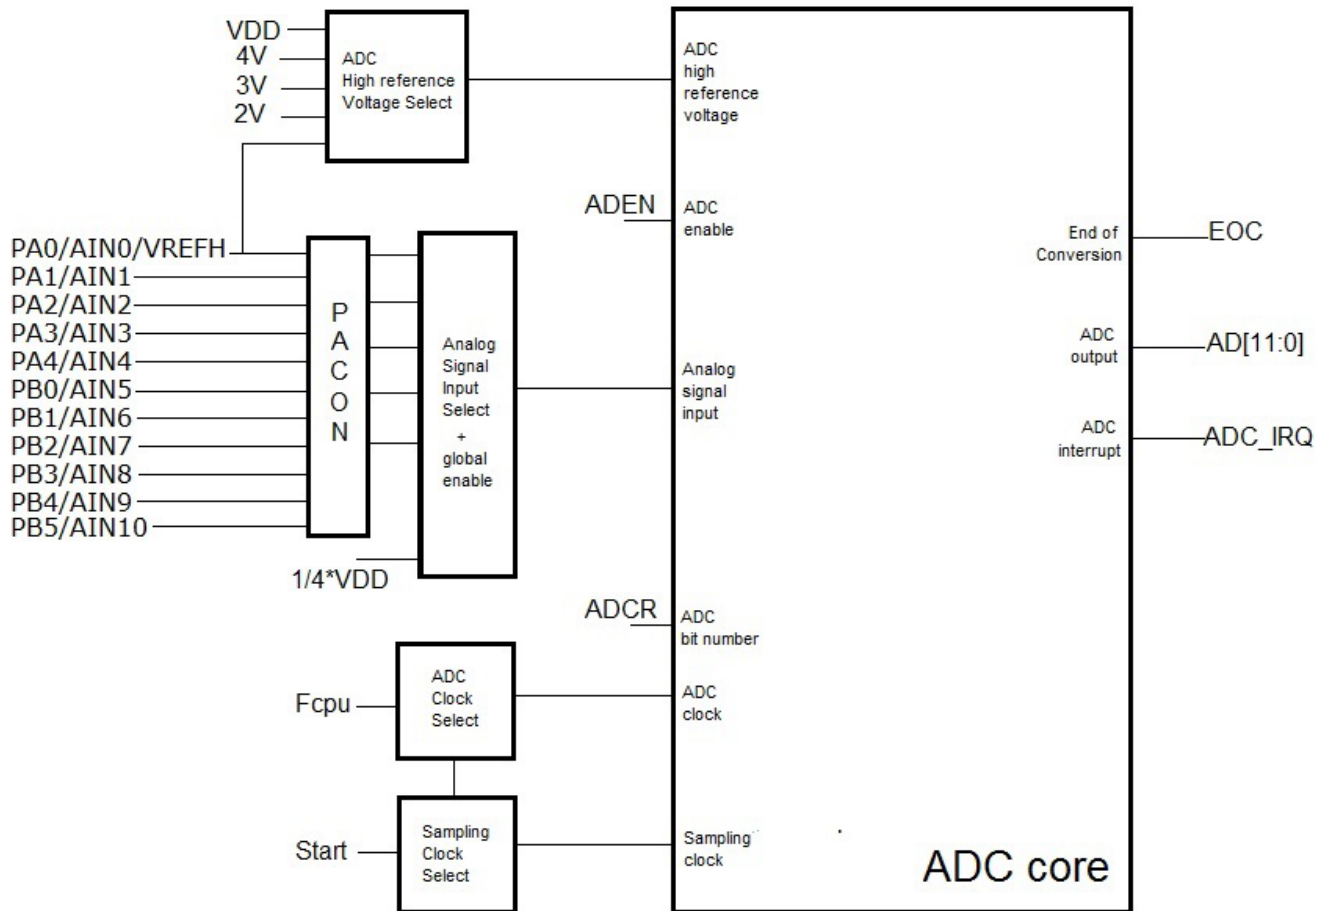 VDD
4V
3V
2V
ADC
High reference
Voltage Select
ADC
high
reference
voltage
ADEN
ADC
enable
PA0/AIN0/VREFH
PA1/AIN1
PA2/AIN2
PA3/AIN3
PA4/AIN4
PB0/AIN5
PB1/AIN6
PB2/AIN7
PB3/AIN8
PB4/AIN9
PB5/AIN10
P
A
C
O
N
Analog
Signal
Input
Select
+
global
enable
1/4*VDD
Analog
signal
input
End of
Conversion
EOC
ADC
output
AD[11:0]
ADC
interrupt
ADC_IRQ
ADCR
ADC
bit number
Fcpu
ADC
Clock
Select
ADC
clock
Start
Sampling
Clock
Select
Sampling
clock
ADC core